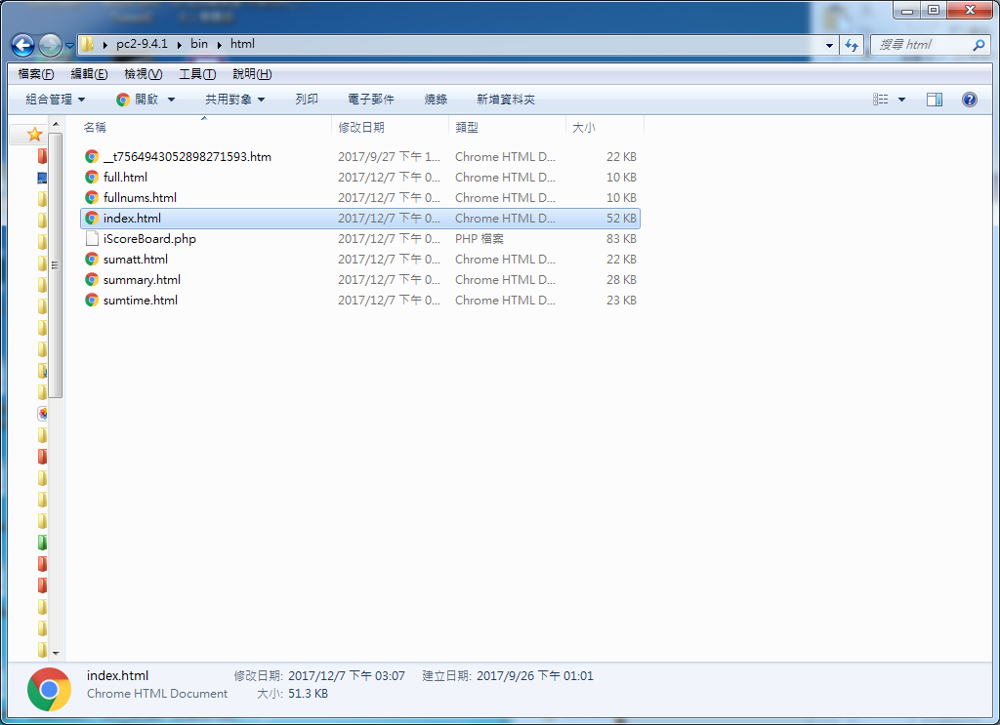 pc2-9.4.1 bin html 搜尋 html
檔案(F) 編輯(E) 檢視(V) 工具(T) 說明(H)
組合管理 開啟 共用對象 列印 電子郵件 燒錄 新增資料夾
名稱 修改日期 類型 大小
__t7564943052898271593.htm 2017/9/27 下午 1... Chrome HTML D... 22 KB
full.html 2017/12/7 下午 0... Chrome HTML D... 10 KB
fullnums.html 2017/12/7 下午 0... Chrome HTML D... 10 KB
index.html 2017/12/7 下午 0... Chrome HTML D... 52 KB
iScoreBoard.php 2017/12/7 下午 0... PHP 檔案 83 KB
sumatt.html 2017/12/7 下午 0... Chrome HTML D... 22 KB
summary.html 2017/12/7 下午 0... Chrome HTML D... 28 KB
sumtime.html 2017/12/7 下午 0... Chrome HTML D... 23 KB
index.html 修改日期: 2017/12/7 下午 03:07 建立日期: 2017/9/26 下午 01:01
Chrome HTML Document 大小: 51.3 KB